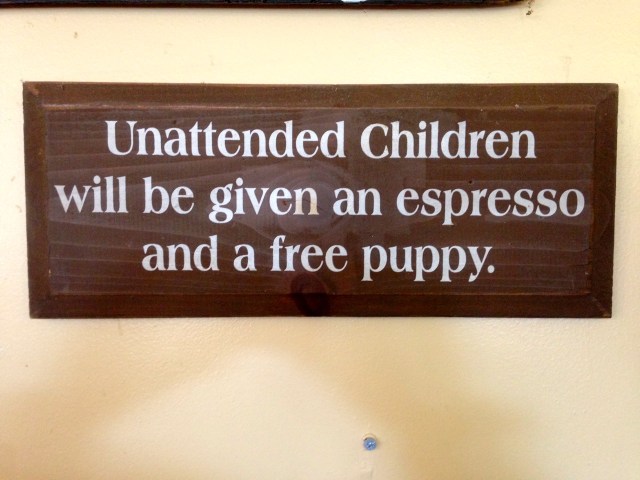 Unattended Children
will be given an espresso
and a free puppy.